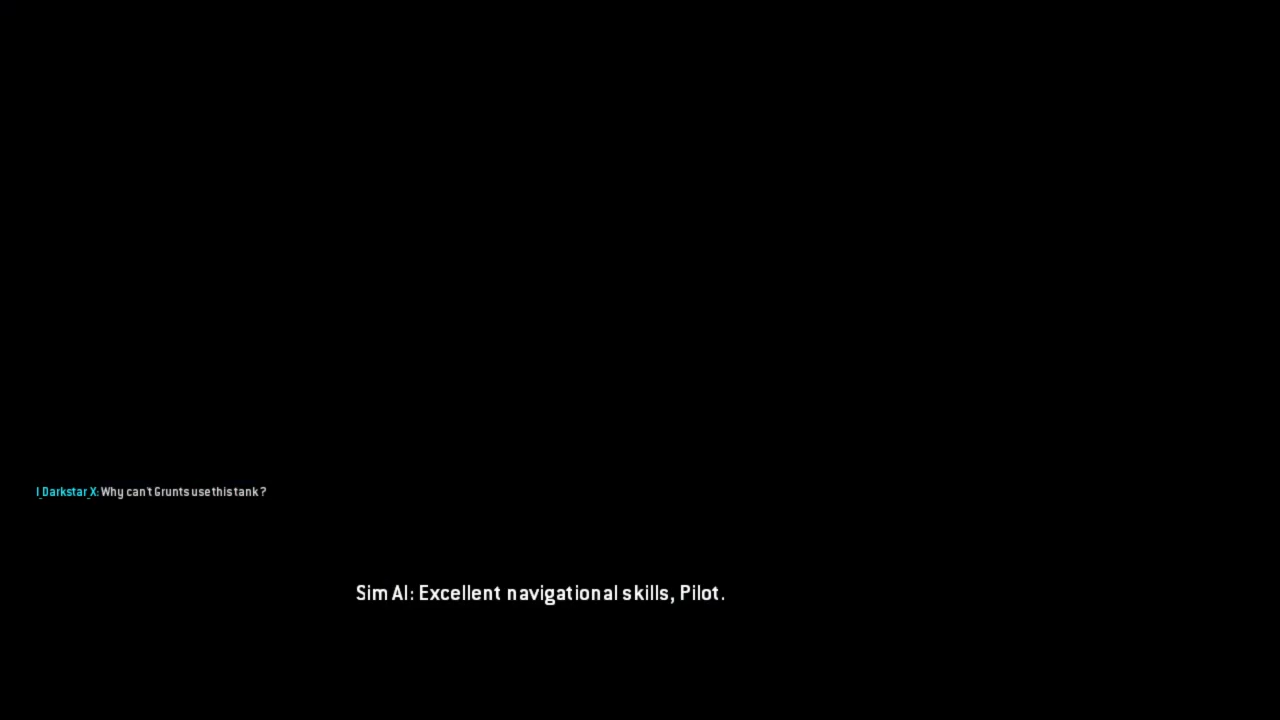 I_Darkstar_X: Why can't Grunts use this tank ?
Sim AI: Excellent navigational skills, Pilot.